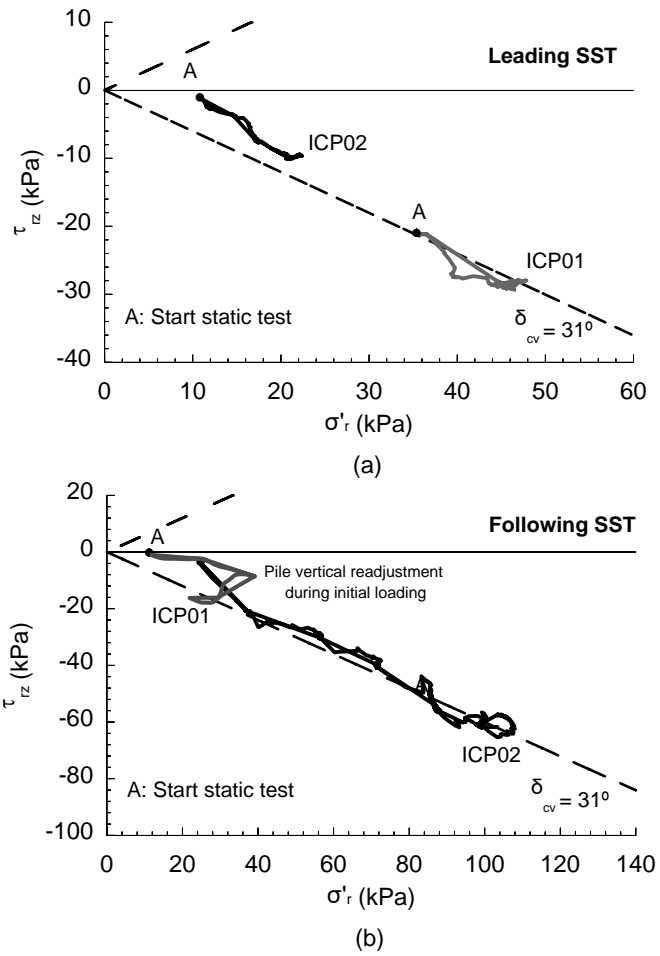 10
Leading SST
A
0
ICP02
-10
τrz (kPa)
A
-20
ICP01
-30
A: Start static test
δcv = 31º
-40
0 10 20 30 40 50 60
σ'r (kPa)
(a)
20
Following SST
A
0
Pile vertical readjustment
during initial loading
-20
ICP01
τrz (kPa)
-40
A
-60
ICP02
-80
A: Start static test
δcv = 31º
-100
0 20 40 60 80 100 120 140
σ'r (kPa)
(b)